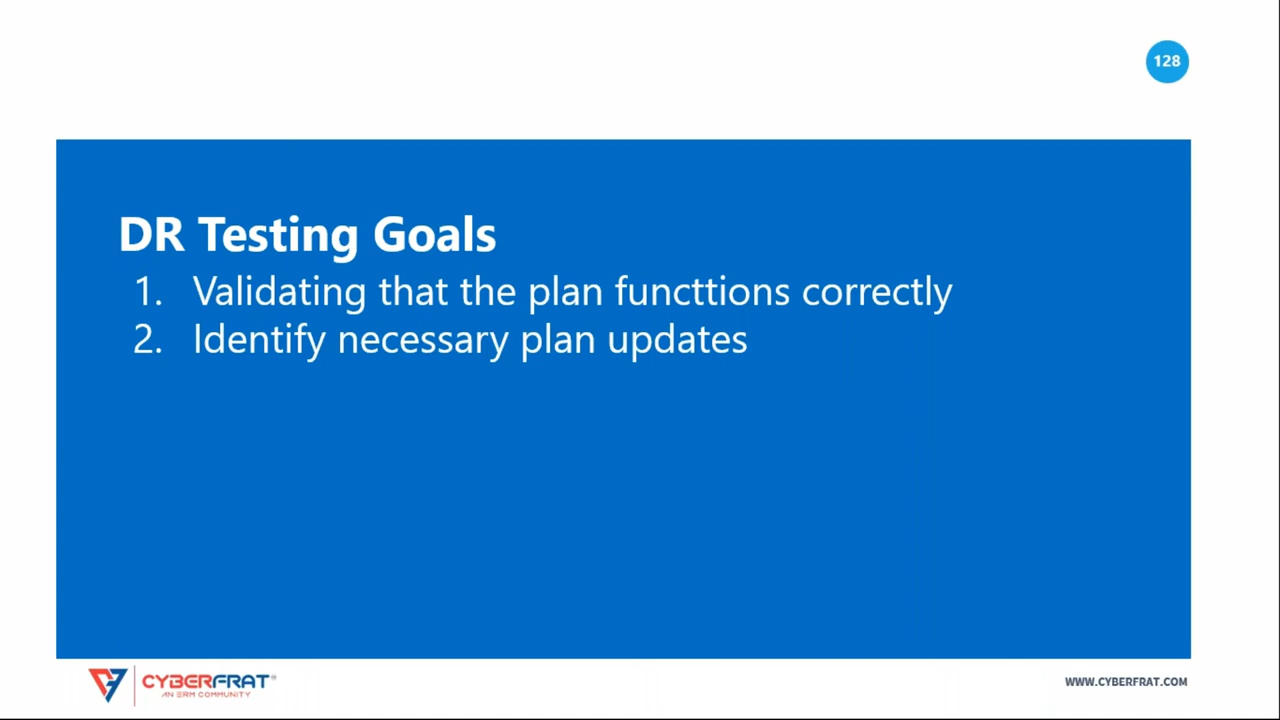 128
DR Testing Goals
1. Validating that the plan functtions correctly
2. Identify necessary plan updates
CYBERFRAT®
AN ERM COMMUNITY
WWW.CYBERFRAT.COM